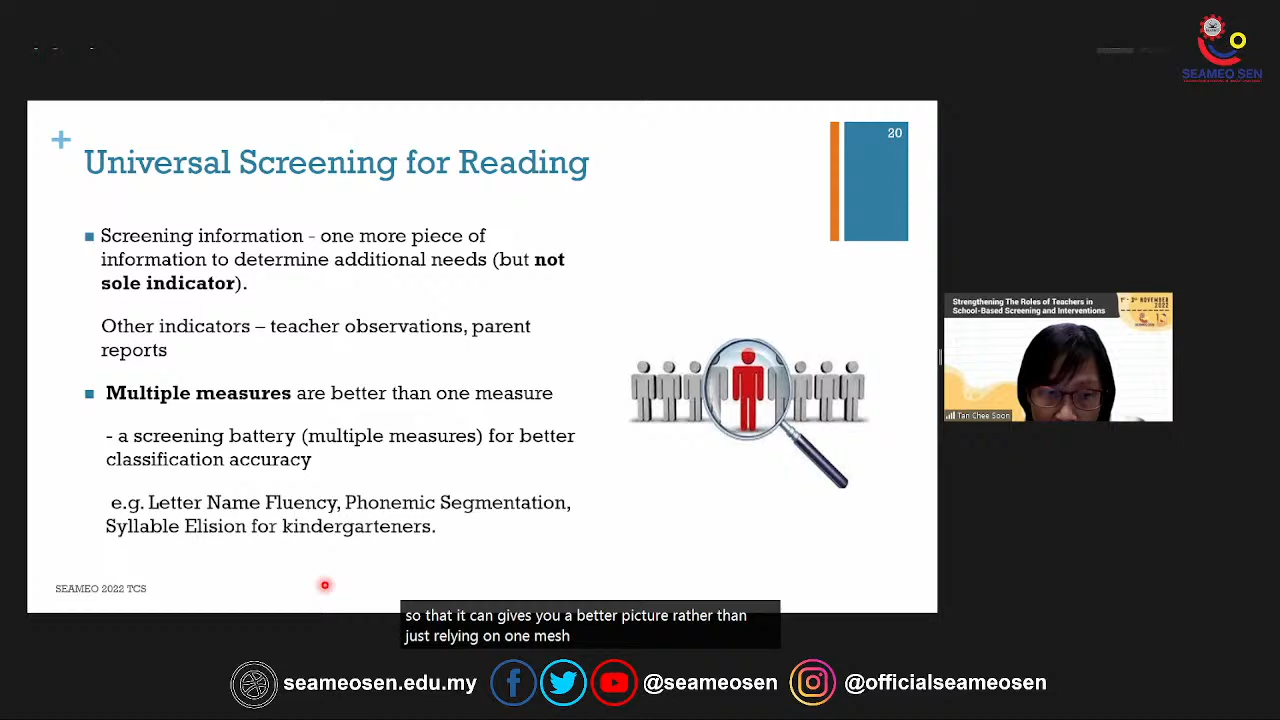 SEAMEO SEN
20
Universal Screening for Reading
Screening information - one more piece of
information to determine additional needs (but not
sole indicator).
Other indicators – teacher observations, parent
reports
Multiple measures are better than one measure
- a screening battery (multiple measures) for better
classification accuracy
e.g. Letter Name Fluency, Phonemic Segmentation,
Syllable Elision for kindergarteners.
SEAMEO 2022 TCS
Strengthening The Roles of Teachers in
School-Based Screening and Interventions
1st - 3rd NOVEMBER
2022
Tan Chee Soon
so that it can gives you a better picture rather than
just relying on one mesh
seameosen.edu.my
@seameosen
@officialseameosen